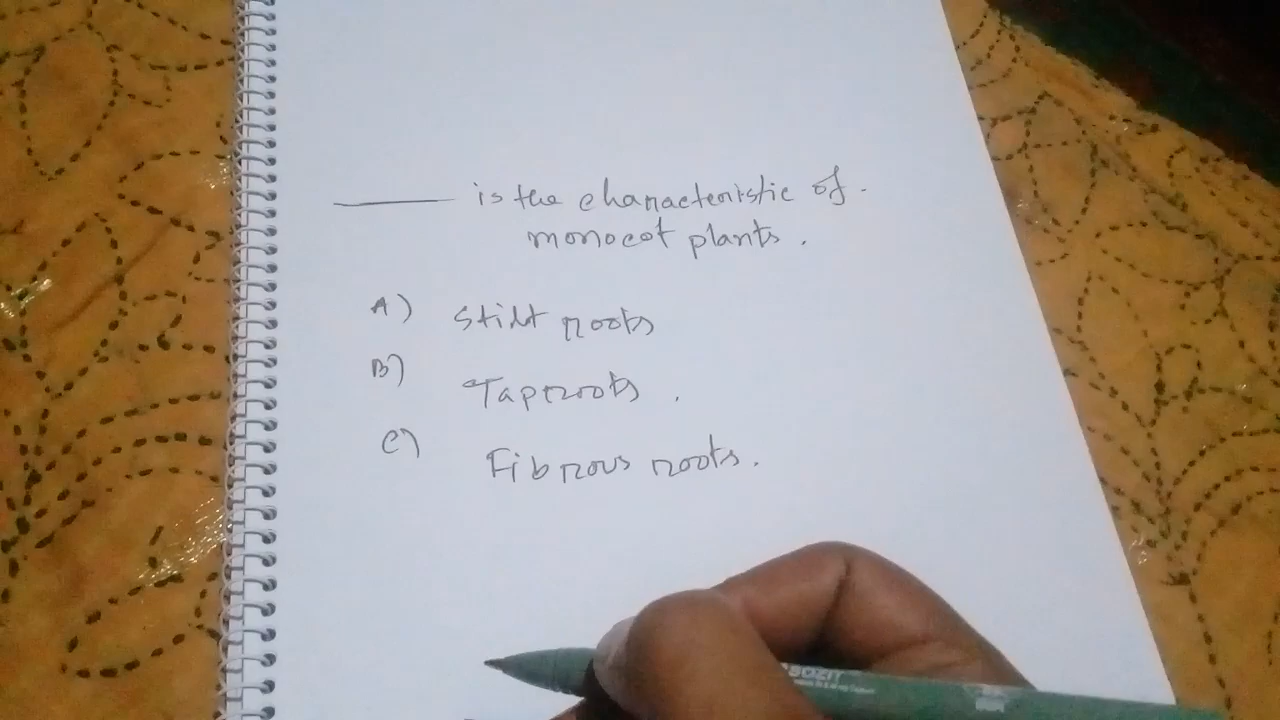 ______ is the characteristic of.
monocot plants.
A) Stilt roots
B) Taproots.
C) Fibrous roots.